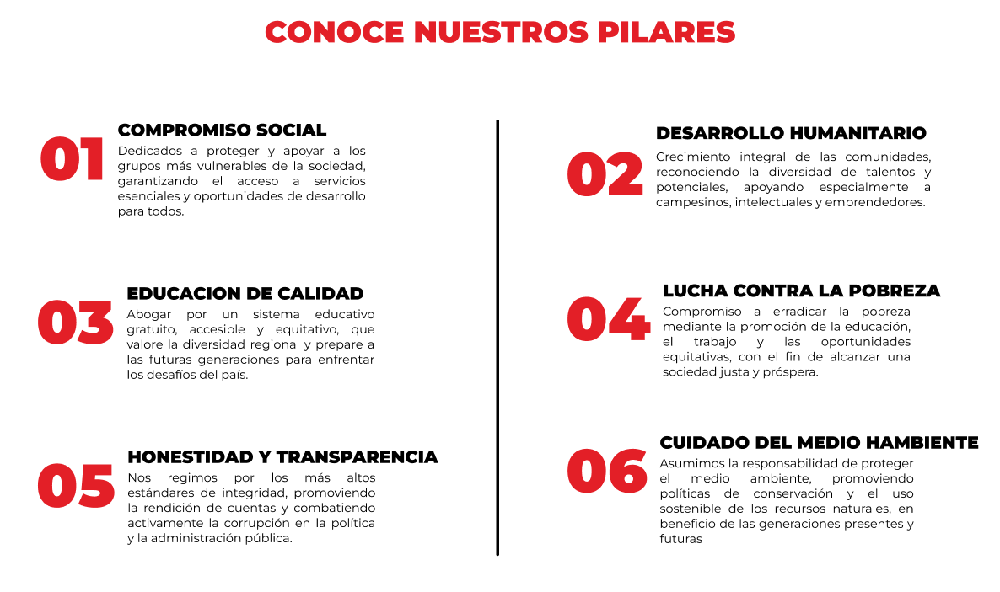 CONOCE NUESTROS PILARES
01
COMPROMISO SOCIAL
Dedicados a proteger y apoyar a los
grupos más vulnerables de la sociedad,
garantizando el acceso a servicios
esenciales y oportunidades de desarrollo
para todos.
02
DESARROLLO HUMANITARIO
Crecimiento integral de las comunidades,
reconociendo la diversidad de talentos y
potenciales, apoyando especialmente a
campesinos, intelectuales y emprendedores.
03
EDUCACION DE CALIDAD
Abogar por un sistema educativo
gratuito, accesible y equitativo, que
valore la diversidad regional y prepare a
las futuras generaciones para enfrentar
los desafíos del país.
04
LUCHA CONTRA LA POBREZA
Compromiso a erradicar la pobreza
mediante la promoción de la educación,
el trabajo y las oportunidades
equitativas, con el fin de alcanzar una
sociedad justa y próspera.
05
HONESTIDAD Y TRANSPARENCIA
Nos regimos por los más altos
estándares de integridad, promoviendo
la rendición de cuentas y combatiendo
activamente la corrupción en la política
y la administración pública.
06
CUIDADO DEL MEDIO HAMBIENTE
Asumimos la responsabilidad de proteger
el medio ambiente, promoviendo
políticas de conservación y el uso
sostenible de los recursos naturales, en
beneficio de las generaciones presentes y
futuras